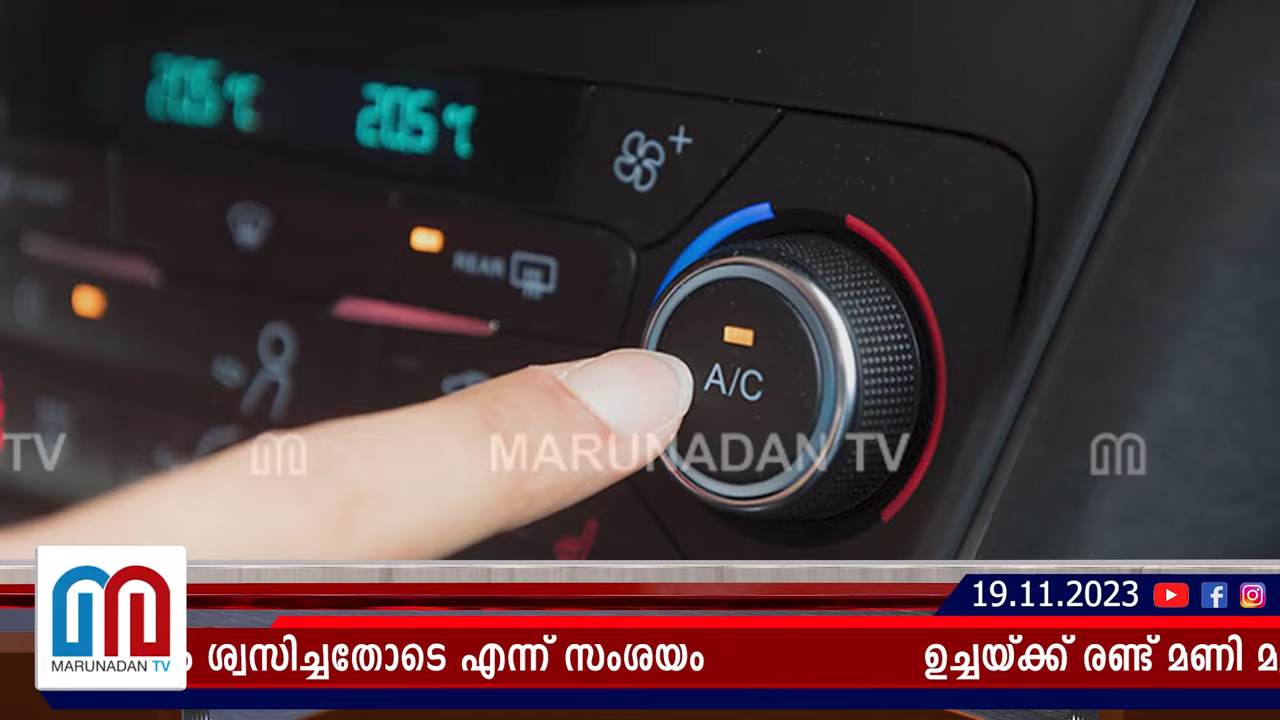 20.5 °C
20.5 °C
REAR
A/C
TV
MARUNADAN TV
19.11.2023
MARUNADAN TV
ശ്വസിച്ചതോടെ എന്ന് സംശയം
ഉച്ചയ്ക്ക് രണ്ട് മണി